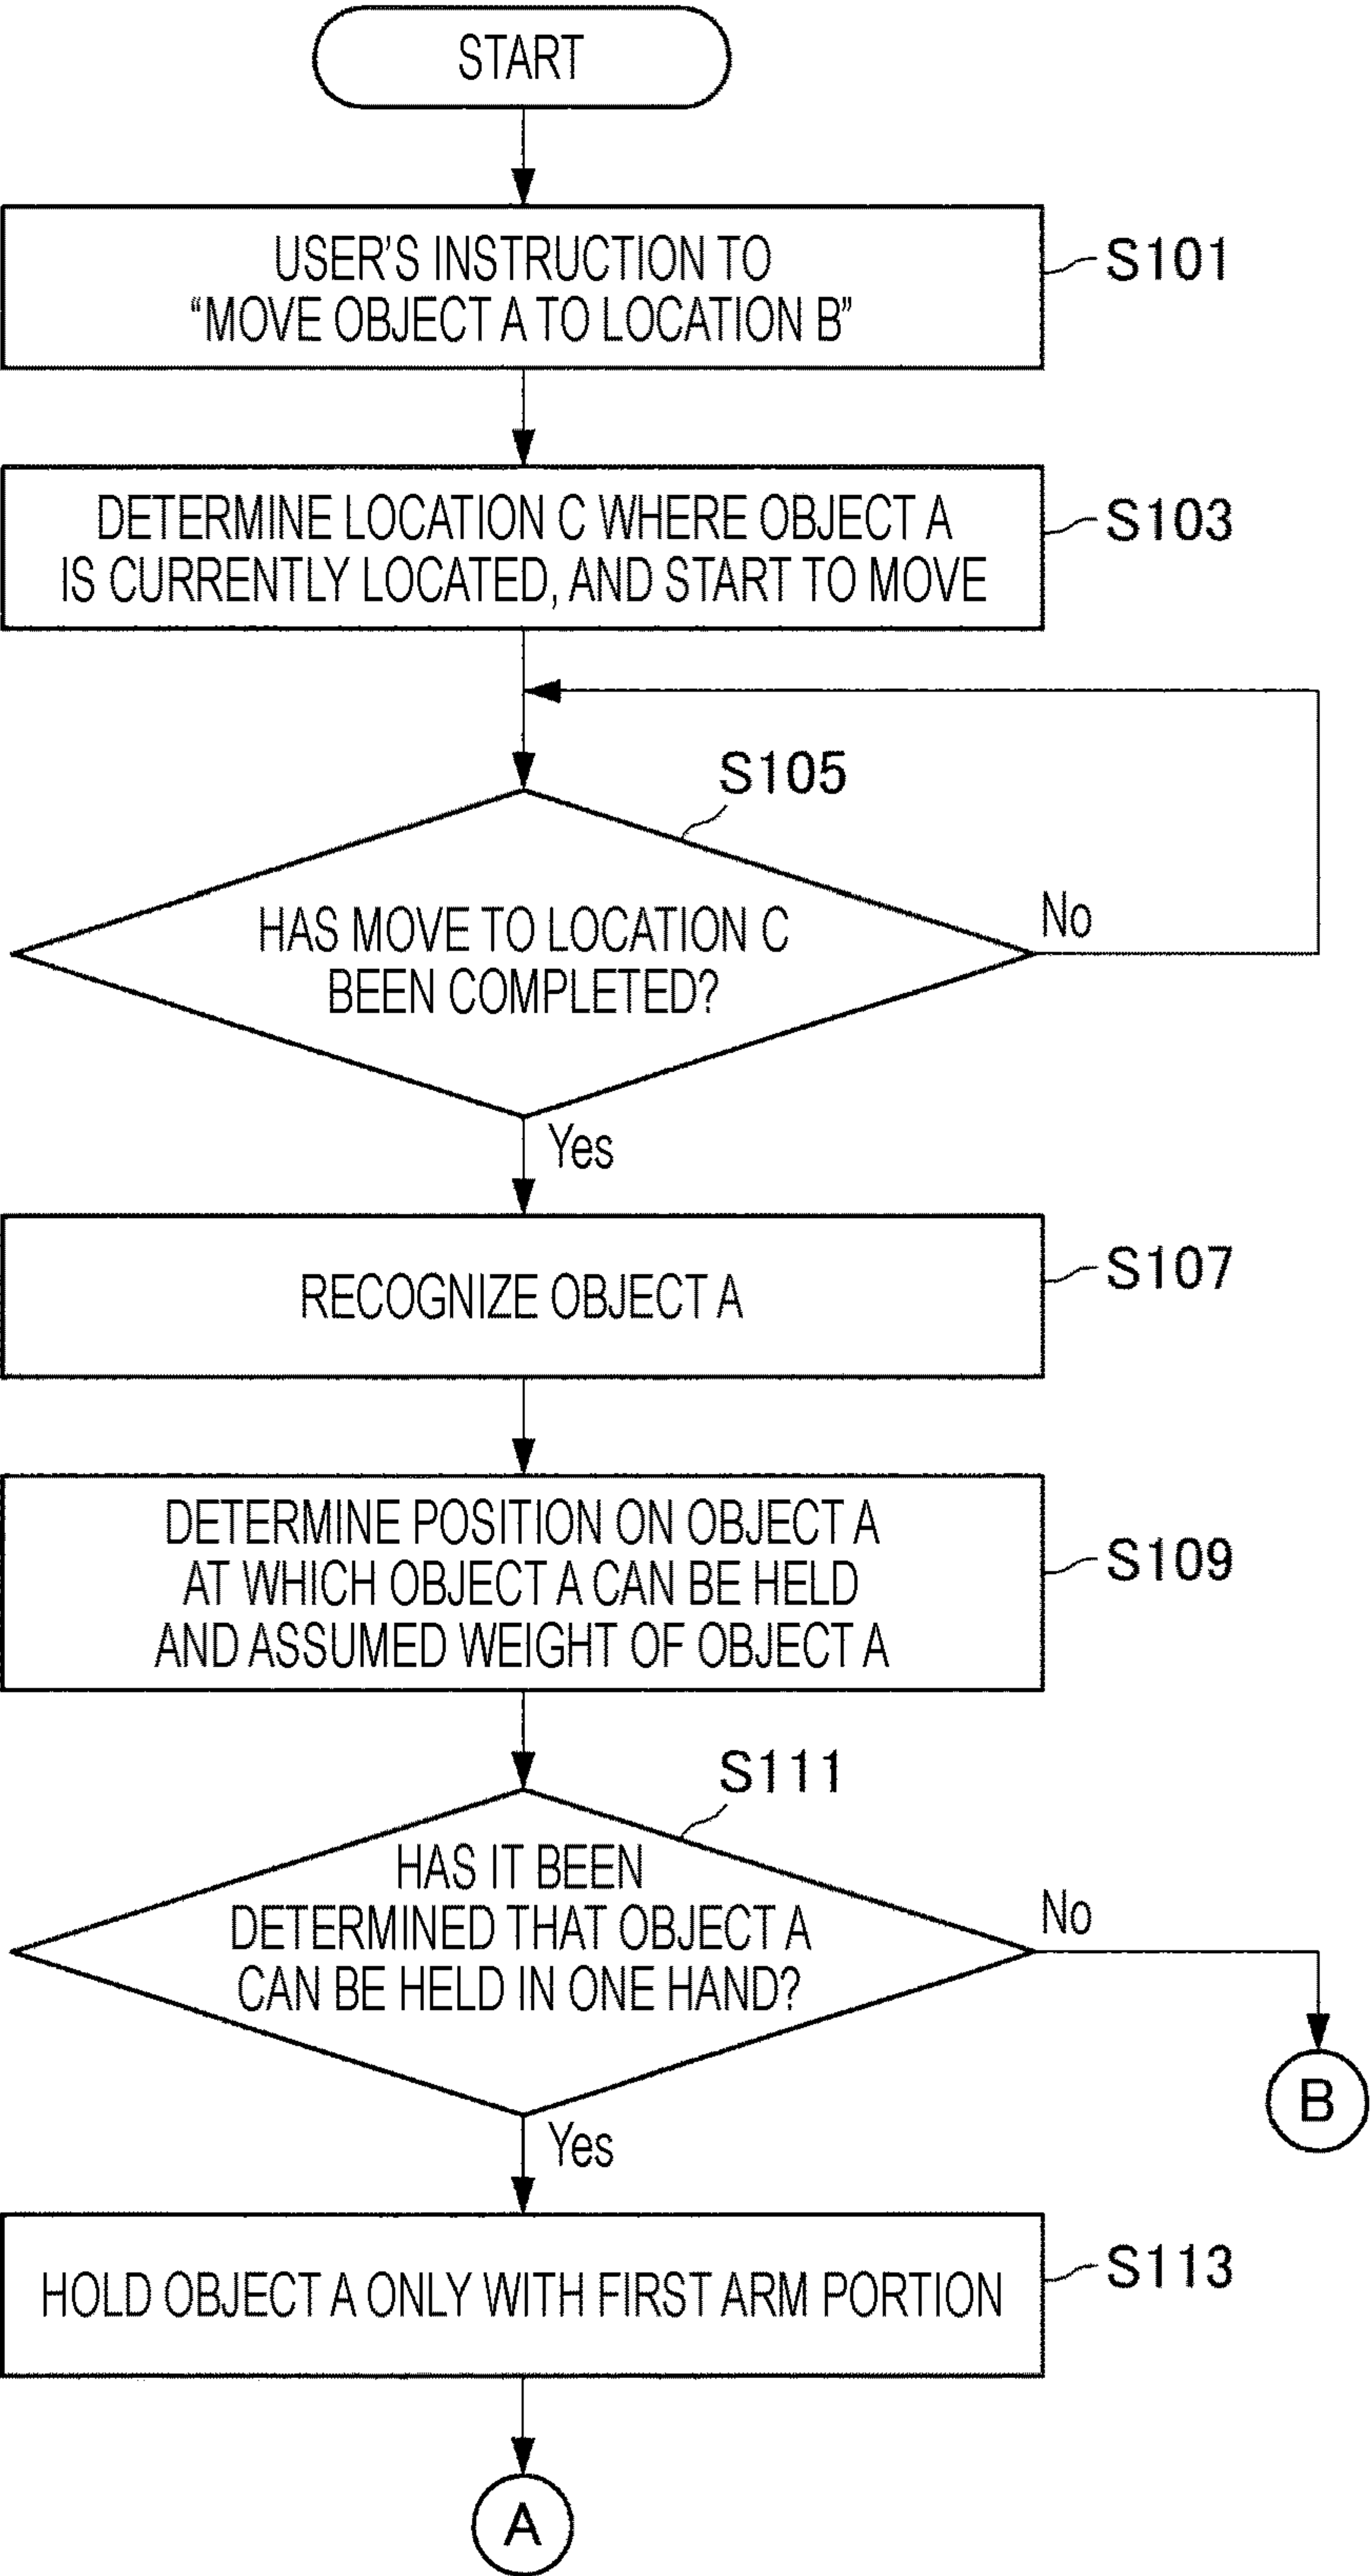 START
USER'S INSTRUCTION TO
“MOVE OBJECT A TO LOCATION B”
S101
DETERMINE LOCATION C WHERE OBJECT A
IS CURRENTLY LOCATED, AND START TO MOVE
S103
S105
HAS MOVE TO LOCATION C
BEEN COMPLETED?
No
Yes
RECOGNIZE OBJECT A
S107
DETERMINE POSITION ON OBJECT A
AT WHICH OBJECT A CAN BE HELD
AND ASSUMED WEIGHT OF OBJECT A
S109
S111
HAS IT BEEN
DETERMINED THAT OBJECT A
CAN BE HELD IN ONE HAND?
No
B
Yes
HOLD OBJECT A ONLY WITH FIRST ARM PORTION
S113
A